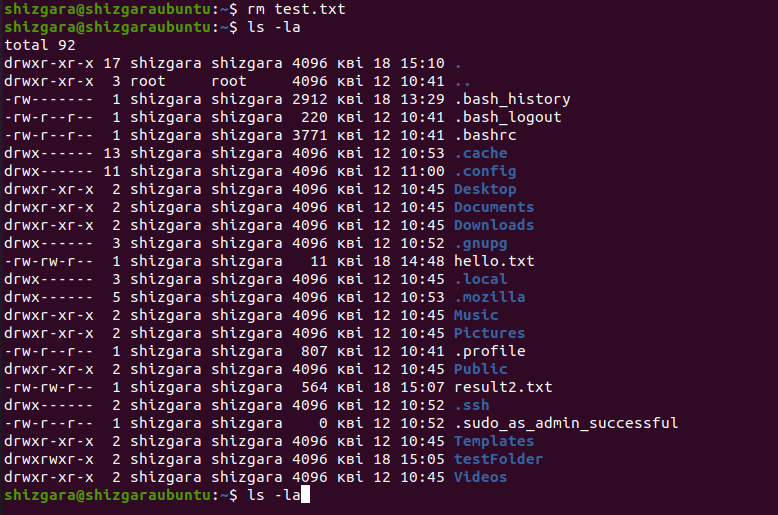 shizgara@shizgaraubuntu:~$ rm test.txt
shizgara@shizgaraubuntu:~$ ls -la
total 92
drwxr-xr-x 17 shizgara shizgara 4096 кві 18 15:10 .
drwxr-xr-x  3 root     root     4096 кві 12 10:41 ..
-rw-------  1 shizgara shizgara 2912 кві 18 13:29 .bash_history
-rw-r--r--  1 shizgara shizgara  220 кві 12 10:41 .bash_logout
-rw-r--r--  1 shizgara shizgara 3771 кві 12 10:41 .bashrc
drwx------ 13 shizgara shizgara 4096 кві 12 10:53 .cache
drwx------ 11 shizgara shizgara 4096 кві 12 11:00 .config
drwxr-xr-x  2 shizgara shizgara 4096 кві 12 10:45 Desktop
drwxr-xr-x  2 shizgara shizgara 4096 кві 12 10:45 Documents
drwxr-xr-x  2 shizgara shizgara 4096 кві 12 10:45 Downloads
drwx------  3 shizgara shizgara 4096 кві 12 10:52 .gnupg
-rw-rw-r--  1 shizgara shizgara   11 кві 18 14:48 hello.txt
drwx------  3 shizgara shizgara 4096 кві 12 10:45 .local
drwx------  5 shizgara shizgara 4096 кві 12 10:53 .mozilla
drwxr-xr-x  2 shizgara shizgara 4096 кві 12 10:45 Music
drwxr-xr-x  2 shizgara shizgara 4096 кві 12 10:45 Pictures
-rw-r--r--  1 shizgara shizgara  807 кві 12 10:41 .profile
drwxr-xr-x  2 shizgara shizgara 4096 кві 12 10:45 Public
-rw-rw-r--  1 shizgara shizgara  564 кві 18 15:07 result2.txt
drwx------  2 shizgara shizgara 4096 кві 12 10:52 .ssh
-rw-r--r--  1 shizgara shizgara    0 кві 12 10:52 .sudo_as_admin_successful
drwxr-xr-x  2 shizgara shizgara 4096 кві 12 10:45 Templates
drwxrwxr-x  2 shizgara shizgara 4096 кві 18 15:05 testFolder
drwxr-xr-x  2 shizgara shizgara 4096 кві 12 10:45 Videos
shizgara@shizgaraubuntu:~$ ls -la